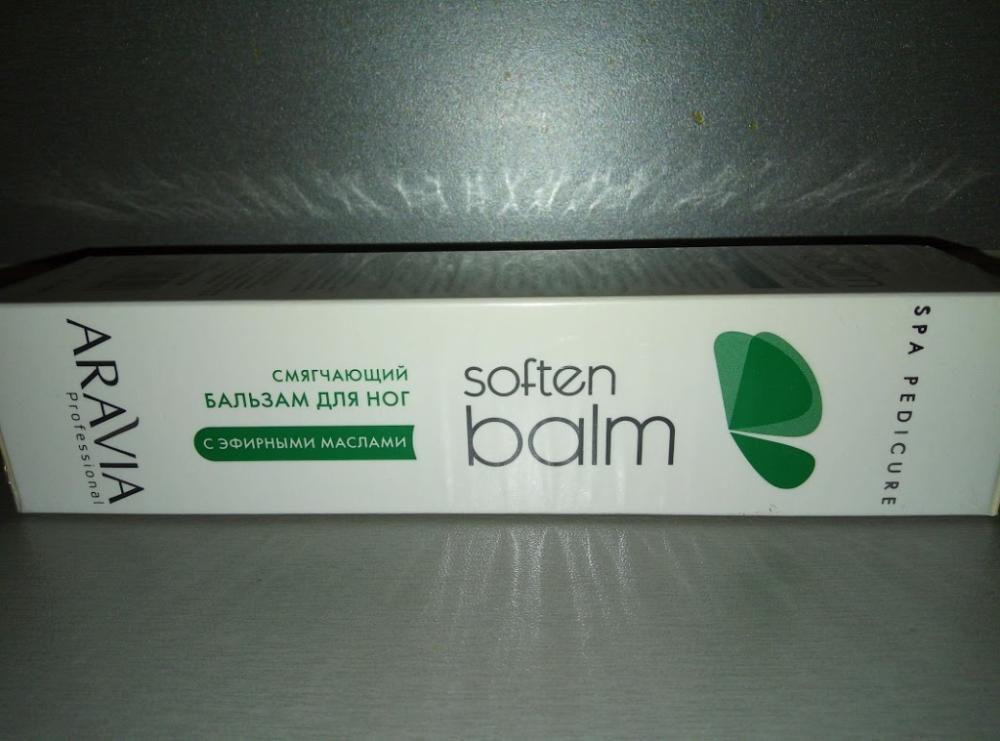 ARAVIA
Professional
СМЯГЧАЮЩИЙ
БАЛЬЗАМ ДЛЯ НОГ
С ЭФИРНЫМИ МАСЛАМИ
soften
balm
SPA PEDICURE